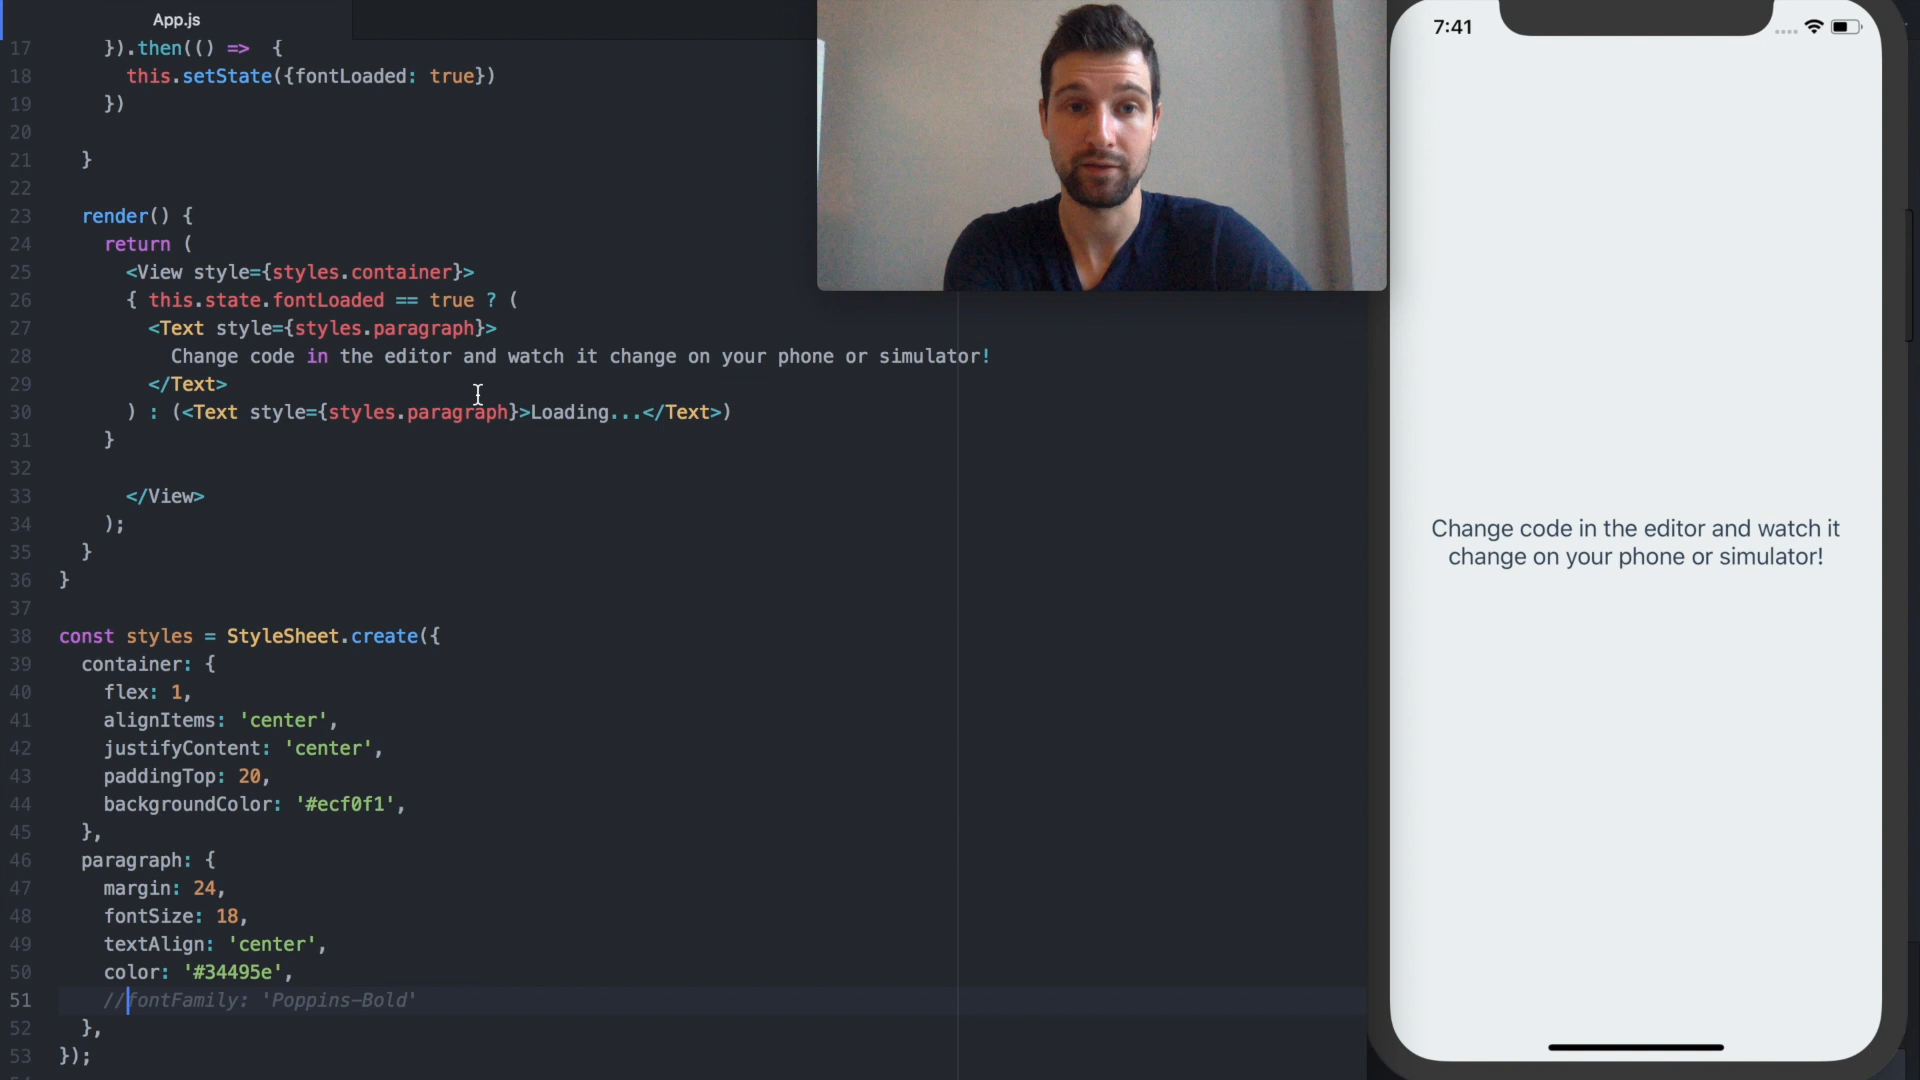 App.js
17 }).then(() => {
18 this.setState({fontLoaded: true})
19 })
20
21 }
22
23 render() {
24 return (
25 <View style={styles.container}>
26 { this.state.fontLoaded == true ? (
27 <Text style={styles.paragraph}>
28 Change code in the editor and watch it change on your phone or simulator!
29 </Text>
30 ) : (<Text style={styles.paragraph}>Loading...</Text>)
31 }
32
33 </View>
34 );
35 }
36 }
37
38 const styles = StyleSheet.create({
39 container: {
40 flex: 1,
41 alignItems: 'center',
42 justifyContent: 'center',
43 paddingTop: 20,
44 backgroundColor: '#ecf0f1',
45 },
46 paragraph: {
47 margin: 24,
48 fontSize: 18,
49 textAlign: 'center',
50 color: '#34495e',
51 //fontFamily: 'Poppins-Bold'
52 },
53 });
7:41
Change code in the editor and watch it
change on your phone or simulator!